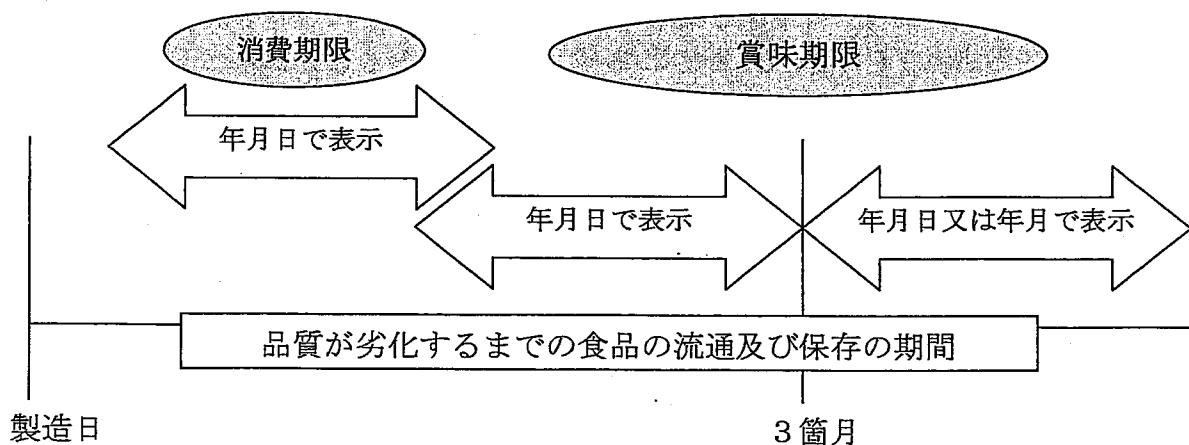 消費期限
賞味期限
年月日で表示
年月日で表示
年月日又は年月で表示
品質が劣化するまでの食品の流通及び保存の期間
製造日
3箇月